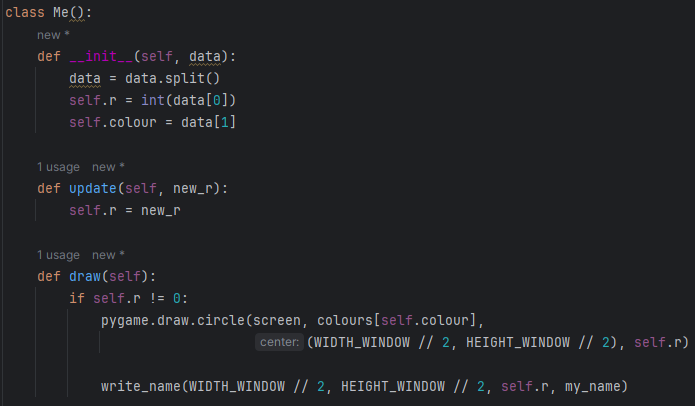 class Me():
new *
def __init__(self, data):
data = data.split()
self.r = int(data[0])
self.colour = data[1]
1 usage new *
def update(self, new_r):
self.r = new_r
1 usage new *
def draw(self):
if self.r != 0:
pygame.draw.circle(screen, colours[self.colour],
center: (WIDTH_WINDOW // 2, HEIGHT_WINDOW // 2), self.r)
write_name(WIDTH_WINDOW // 2, HEIGHT_WINDOW // 2, self.r, my_name)